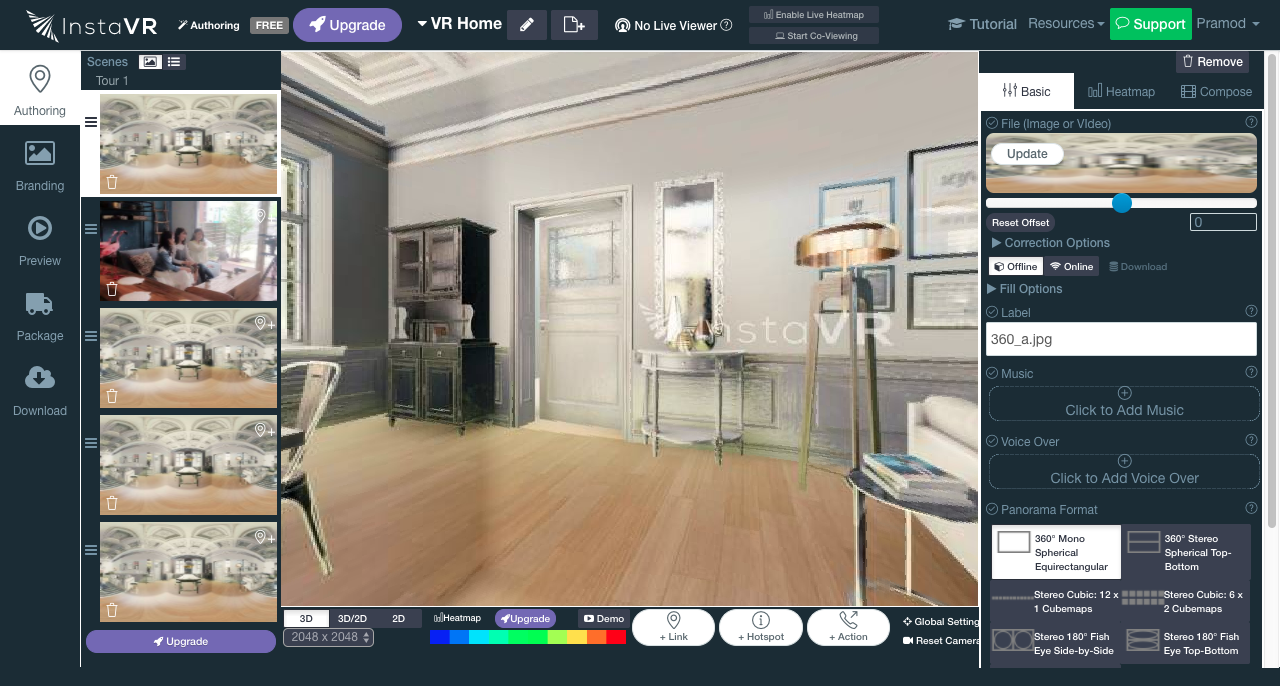 InstaVR
Authoring
FREE
Upgrade
VR Home
No Live Viewer
Enable Live Heatmap
Start Co-Viewing
Tutorial
Resources
Support
Pramod
Authoring
Branding
Preview
Package
Download
Scenes
Tour 1
Upgrade
InstaVR
3D
3D/2D
2D
2048 x 2048
Heatmap
Upgrade
Demo
+ Link
+ Hotspot
+ Action
Global Setting
Reset Camera
Remove
Basic
Heatmap
Compose
File (Image or VIdeo)
Update
Reset Offset
0
Correction Options
Offline
Online
Download
Fill Options
Label
360_a.jpg
Music
Click to Add Music
Voice Over
Click to Add Voice Over
Panorama Format
360° Mono
Spherical
Equirectangular
360° Stereo
Spherical Top-
Bottom
Stereo Cubic: 12 x
1 Cubemaps
Stereo Cubic: 6 x
2 Cubemaps
Stereo 180° Fish
Eye Side-by-Side
Stereo 180° Fish
Eye Top-Bottom